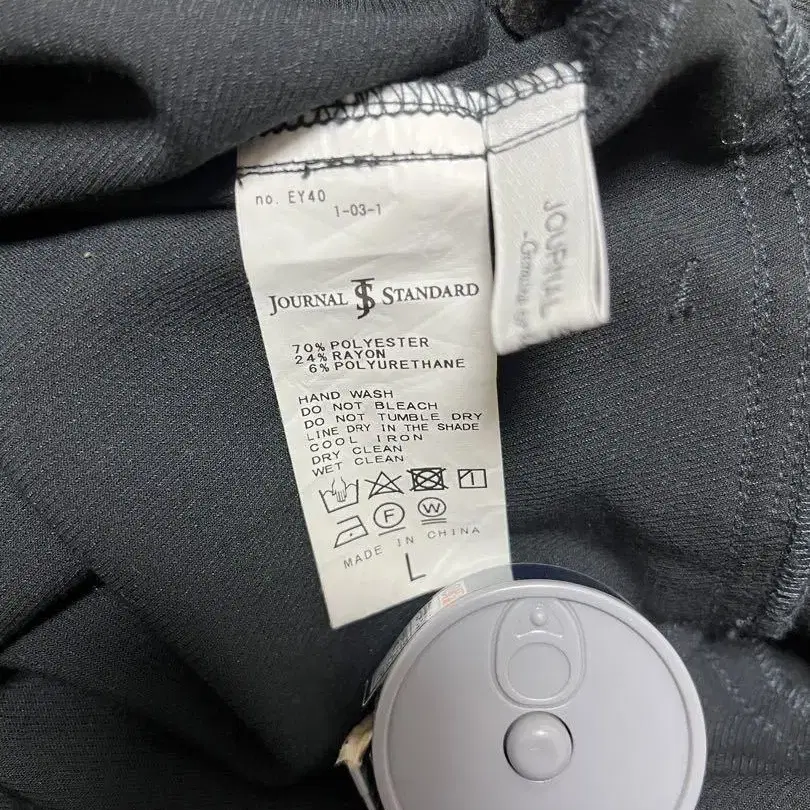 no. EY40
1-03-1
JOURNAL JS STANDARD
70% POLYESTER
24% RAYON
6% POLYURETHANE
HAND WASH
DO NOT BLEACH
DO NOT TUMBLE DRY
LINE DRY IN THE SHADE
COOL IRON
DRY CLEAN
WET CLEAN
F W
MADE IN CHINA
L
JOURNAL